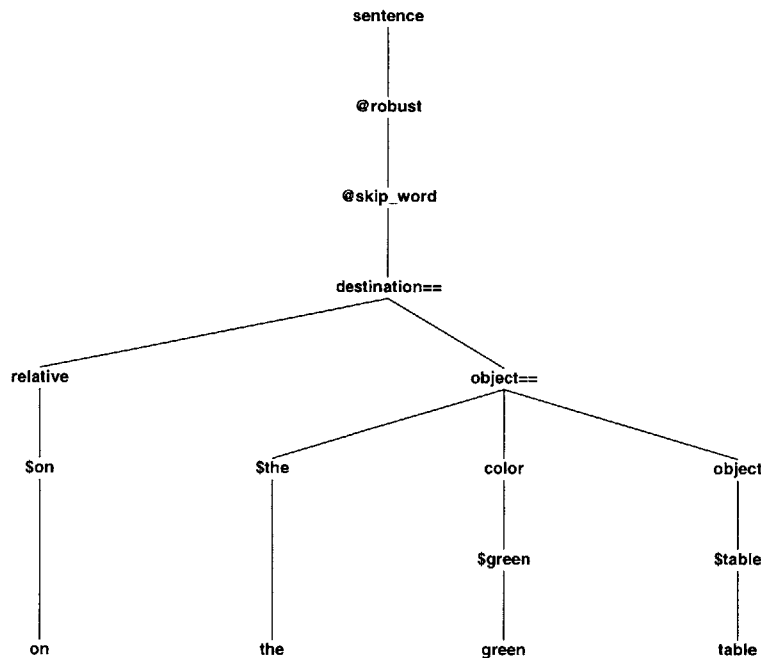 sentence
@robust
@skip_word
destination==
relative object==
$on $the color object
$green $table
on the green table